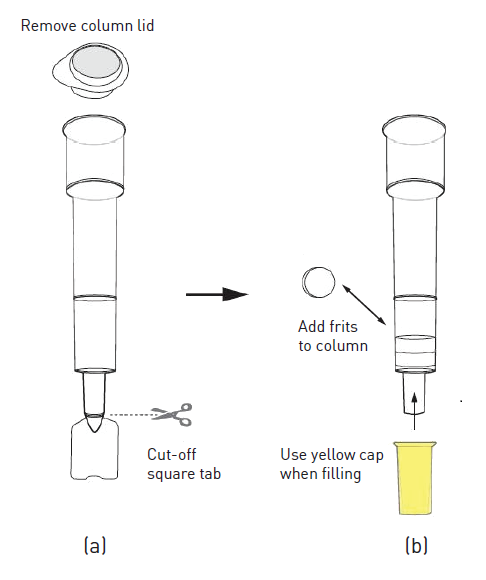 Remove column lid
Add frits
to column
Cut-off
square tab
Use yellow cap
when filling
(a)
(b)